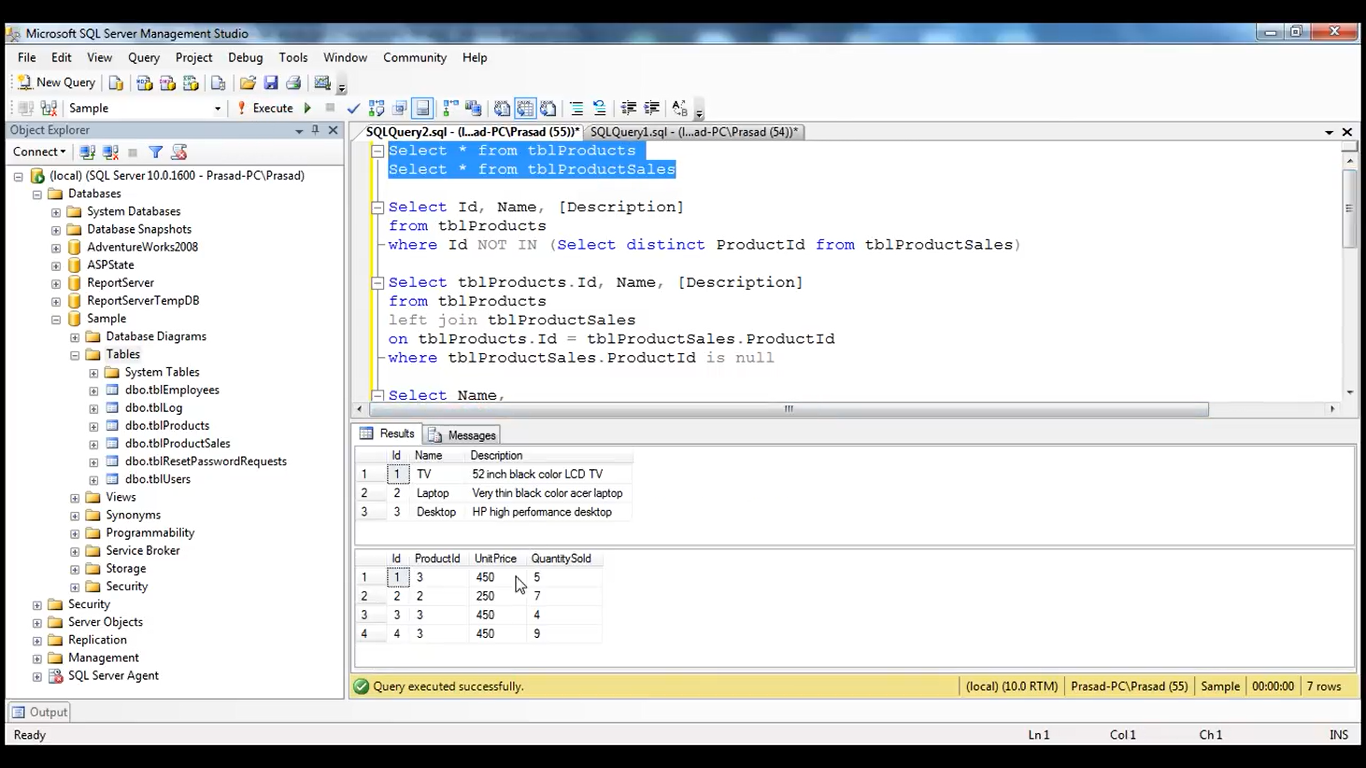 Microsoft SQL Server Management Studio
File Edit View Query Project Debug Tools Window Community Help
New Query
Sample Execute
Object Explorer
Connect
(local) (SQL Server 10.0.1600 - Prasad-PC\Prasad)
Databases
System Databases
Database Snapshots
AdventureWorks2008
ASPState
ReportServer
ReportServerTempDB
Sample
Database Diagrams
Tables
System Tables
dbo.tblEmployees
dbo.tblLog
dbo.tblProducts
dbo.tblProductSales
dbo.tblResetPasswordRequests
dbo.tblUsers
Views
Synonyms
Programmability
Service Broker
Storage
Security
Security
Server Objects
Replication
Management
SQL Server Agent
SQLQuery2.sql - (l...ad-PC\Prasad (55))* SQLQuery1.sql - (l...ad-PC\Prasad (54))*
Select * from tblProducts
Select * from tblProductSales
Select Id, Name, [Description]
from tblProducts
where Id NOT IN (Select distinct ProductId from tblProductSales)
Select tblProducts.Id, Name, [Description]
from tblProducts
left join tblProductSales
on tblProducts.Id = tblProductSales.ProductId
where tblProductSales.ProductId is null
Select Name,
Results Messages
Id Name Description
1 1 TV 52 inch black color LCD TV
2 2 Laptop Very thin black color acer laptop
3 3 Desktop HP high performance desktop
Id ProductId UnitPrice QuantitySold
1 1 3 450 5
2 2 2 250 7
3 3 3 450 4
4 4 3 450 9
Query executed successfully. (local) (10.0 RTM) Prasad-PC\Prasad (55) Sample 00:00:00 7 rows
Output
Ready Ln 1 Col 1 Ch 1 INS